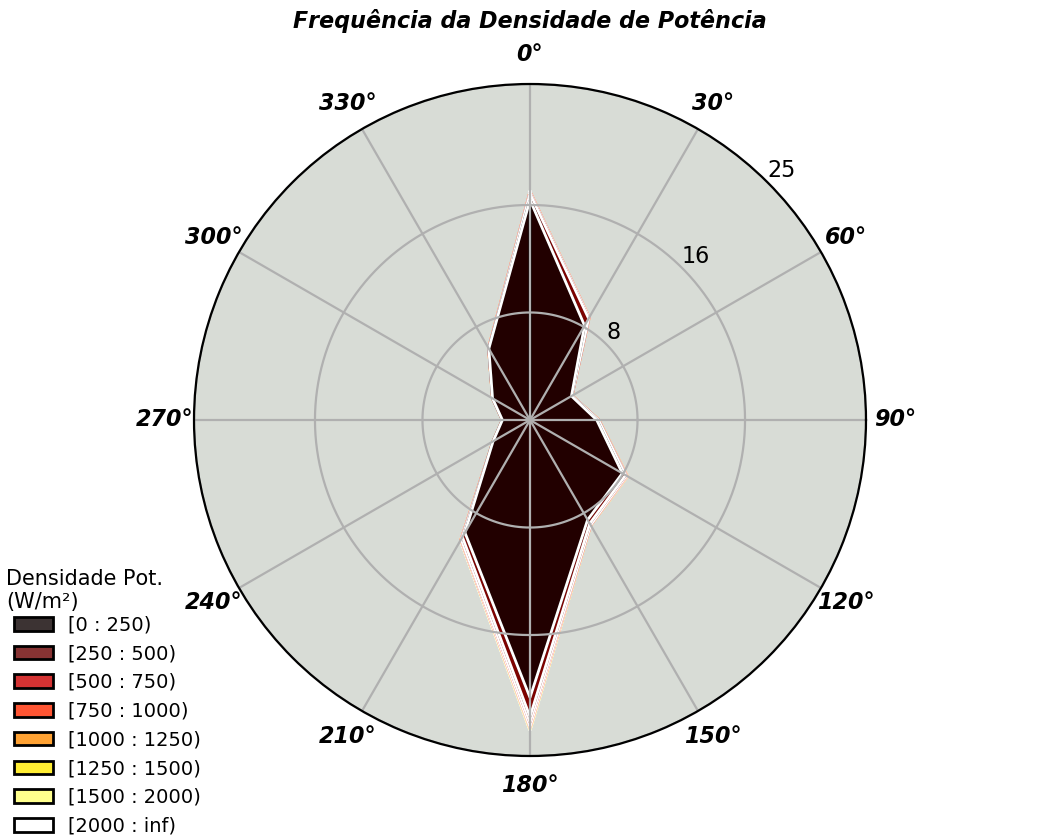 Frequência da Densidade de Potência
0°
330°
30°
25
300°
60°
16
8
270°
90°
240°
120°
210°
150°
180°
Densidade Pot.
(W/m²)
[0 : 250)
[250 : 500)
[500 : 750)
[750 : 1000)
[1000 : 1250)
[1250 : 1500)
[1500 : 2000)
[2000 : inf)